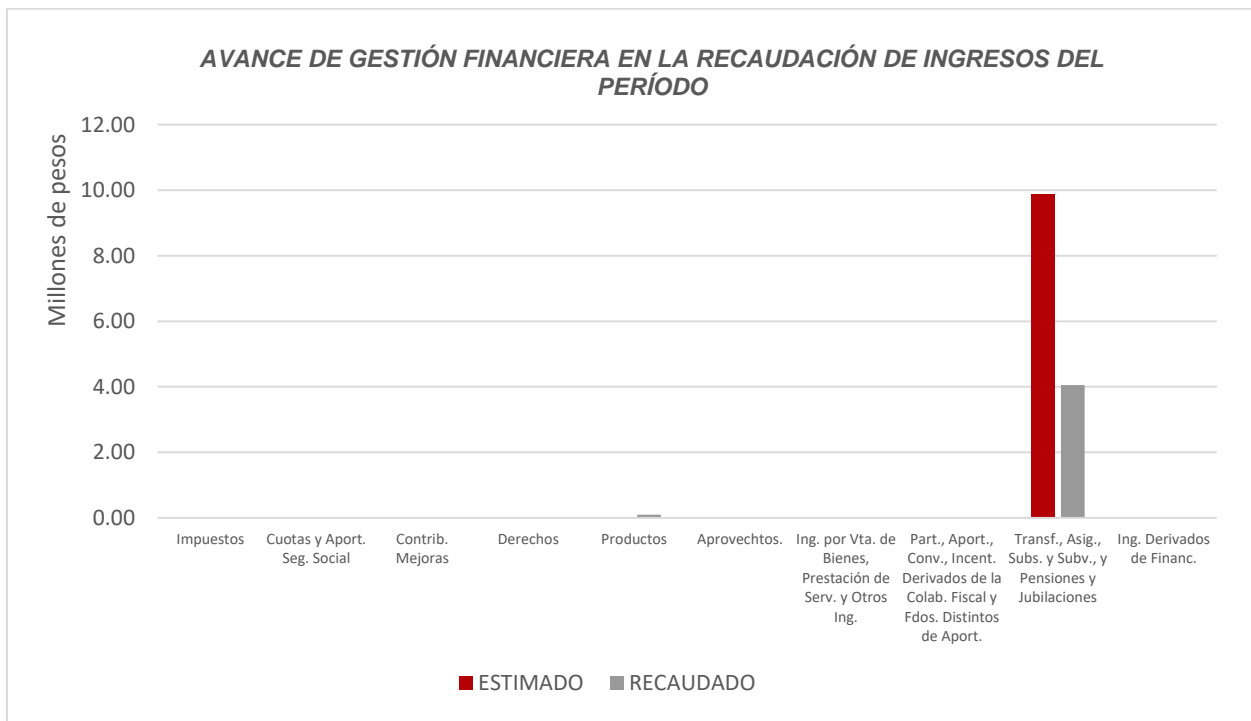 AVANCE DE GESTIÓN FINANCIERA EN LA RECAUDACIÓN DE INGRESOS DEL
PERÍODO
Millones de pesos
12.00
10.00
8.00
6.00
4.00
2.00
0.00
Impuestos
Cuotas y Aport.
Seg. Social
Contrib.
Mejoras
Derechos
Productos
Aprovechtos.
Ing. por Vta. de
Bienes,
Prestación de
Serv. y Otros
Ing.
Part., Aport.,
Conv., Incent.
Derivados de la
Colab. Fiscal y
Fdos. Distintos
de Aport.
Transf., Asig.,
Subs. y Subv., y
Pensiones y
Jubilaciones
Ing. Derivados
de Financ.
ESTIMADO
RECAUDADO